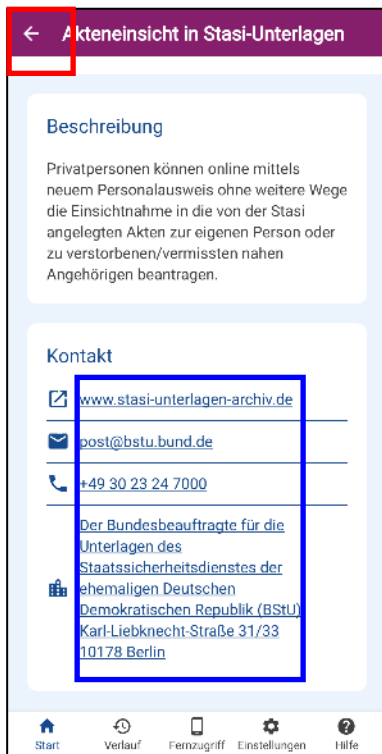 Akteneinsicht in Stasi-Unterlagen
Beschreibung
Privatpersonen können online mittels
neuem Personalausweis ohne weitere Wege
die Einsichtnahme in die von der Stasi
angelegten Akten zur eigenen Person oder
zu verstorbenen/vermissten nahen
Angehörigen beantragen.
Kontakt
www.stasi-unterlagen-archiv.de
post@bstu.bund.de
+49 30 23 24 7000
Der Bundesbeauftragte für die
Unterlagen des
Staatssicherheitsdienstes der
ehemaligen Deutschen
Demokratischen Republik (BStU)
Karl-Liebknecht-Straße 31/33
10178 Berlin
Start Verlauf Fernzugriff Einstellungen Hilfe